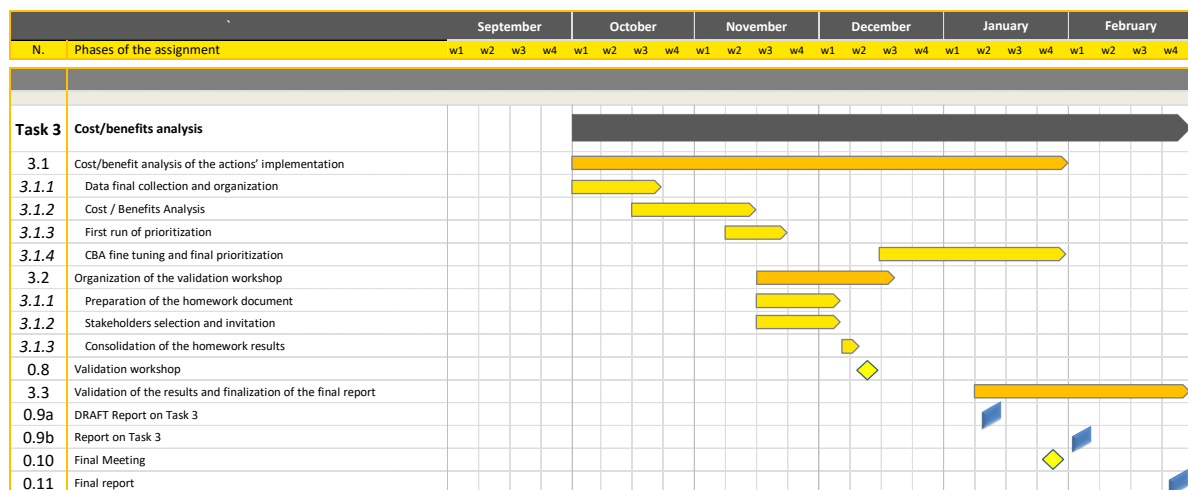 ` September October November December January February
N. Phases of the assignment w1 w2 w3 w4 w1 w2 w3 w4 w1 w2 w3 w4 w1 w2 w3 w4 w1 w2 w3 w4 w1 w2 w3 w4
Task 3 Cost/benefits analysis
3.1 Cost/benefit analysis of the actions' implementation
3.1.1 Data final collection and organization
3.1.2 Cost / Benefits Analysis
3.1.3 First run of prioritization
3.1.4 CBA fine tuning and final prioritization
3.2 Organization of the validation workshop
3.1.1 Preparation of the homework document
3.1.2 Stakeholders selection and invitation
3.1.3 Consolidation of the homework results
0.8 Validation workshop
3.3 Validation of the results and finalization of the final report
0.9a DRAFT Report on Task 3
0.9b Report on Task 3
0.10 Final Meeting
0.11 Final report